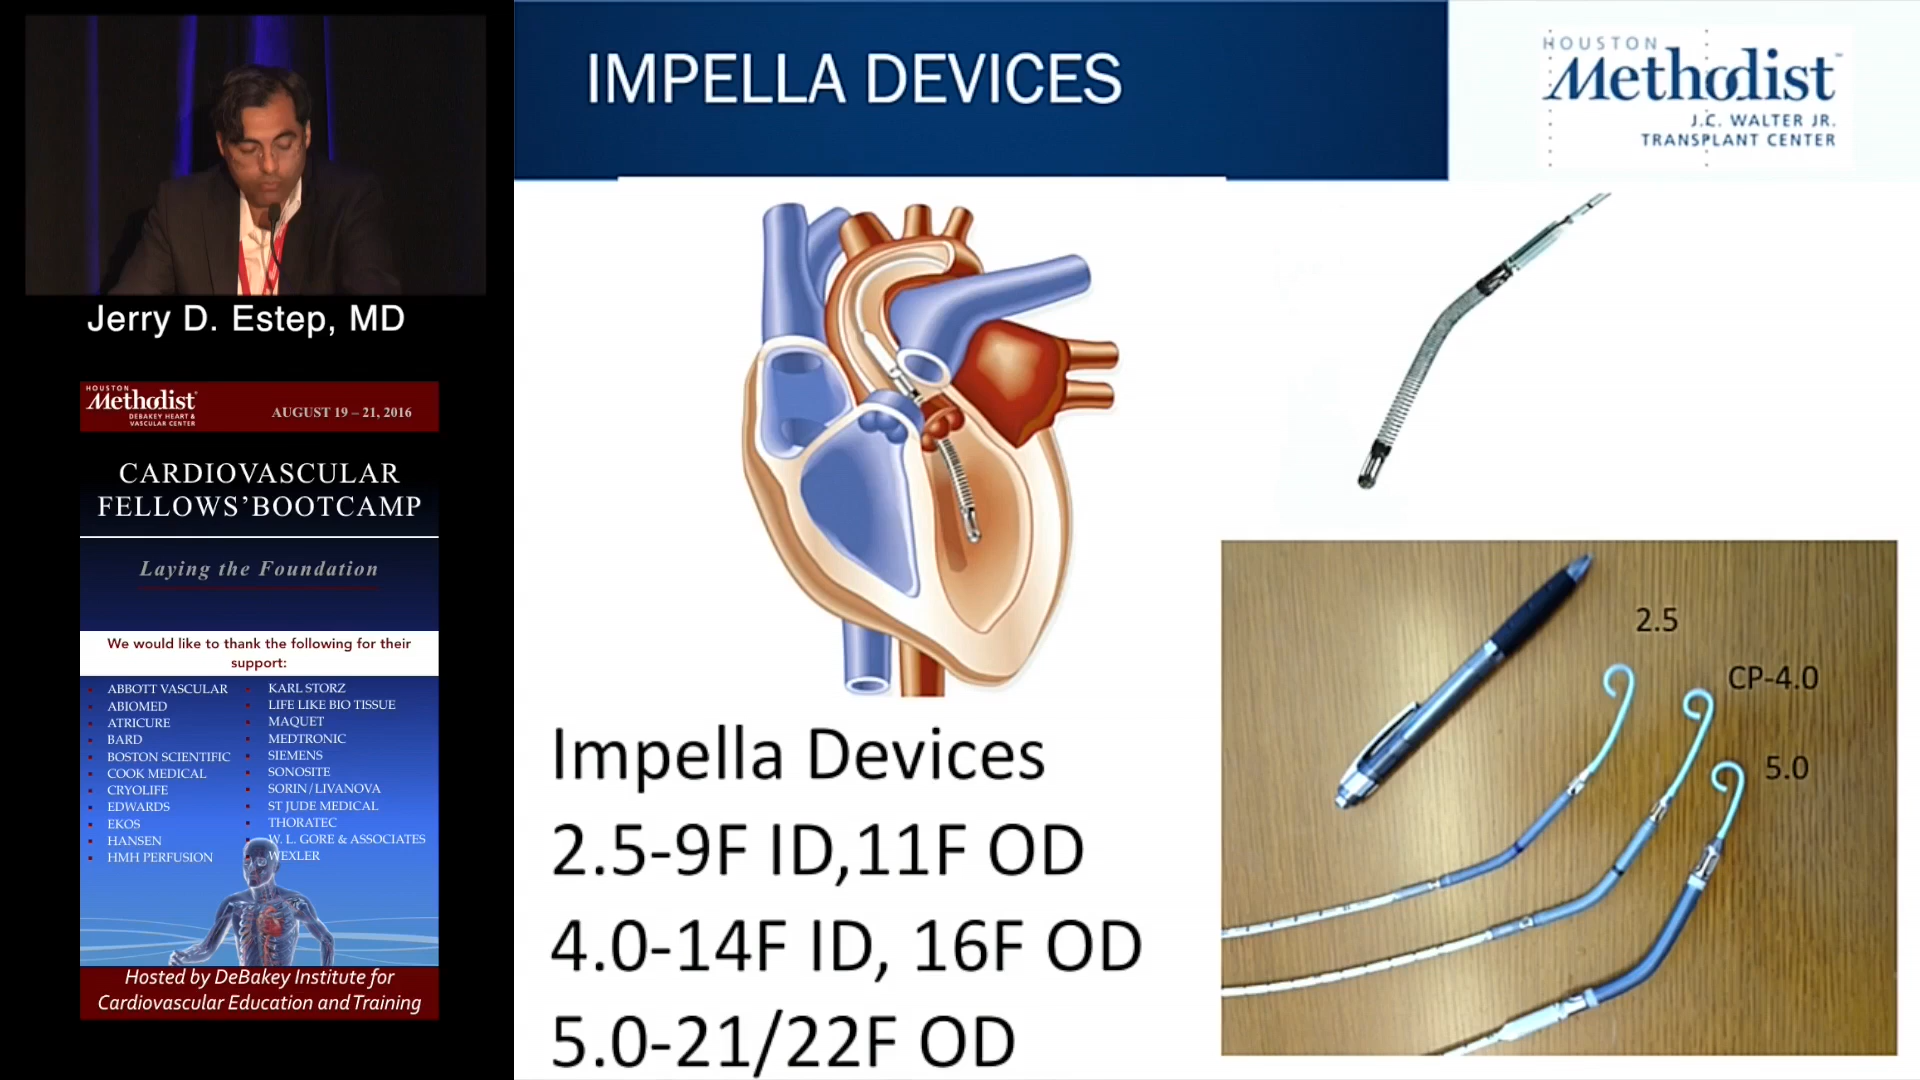 Jerry D. Estep, MD
HOUSTON
Methodist
DEBAKEY HEART &
VASCULAR CENTER
AUGUST 19 – 21, 2016
CARDIOVASCULAR
FELLOWS'BOOTCAMP
Laying the Foundation
We would like to thank the following for their
support:
ABBOTT VASCULAR
ABIOMED
ATRICURE
BARD
BOSTON SCIENTIFIC
COOK MEDICAL
CRYOLIFE
EDWARDS
EKOS
HANSEN
HMH PERFUSION
KARL STORZ
LIFE LIKE BIO TISSUE
MAQUET
MEDTRONIC
SIEMENS
SONOSITE
SORIN/LIVANOVA
ST JUDE MEDICAL
THORATEC
W. L. GORE & ASSOCIATES
WEXLER
Hosted by DeBakey Institute for
Cardiovascular Education and Training
IMPELLA DEVICES
HOUSTON
Methodist
J.C. WALTER JR.
TRANSPLANT CENTER
Impella Devices
2.5-9F ID,11F OD
4.0-14F ID, 16F OD
5.0-21/22F OD
2.5
CP-4.0
5.0